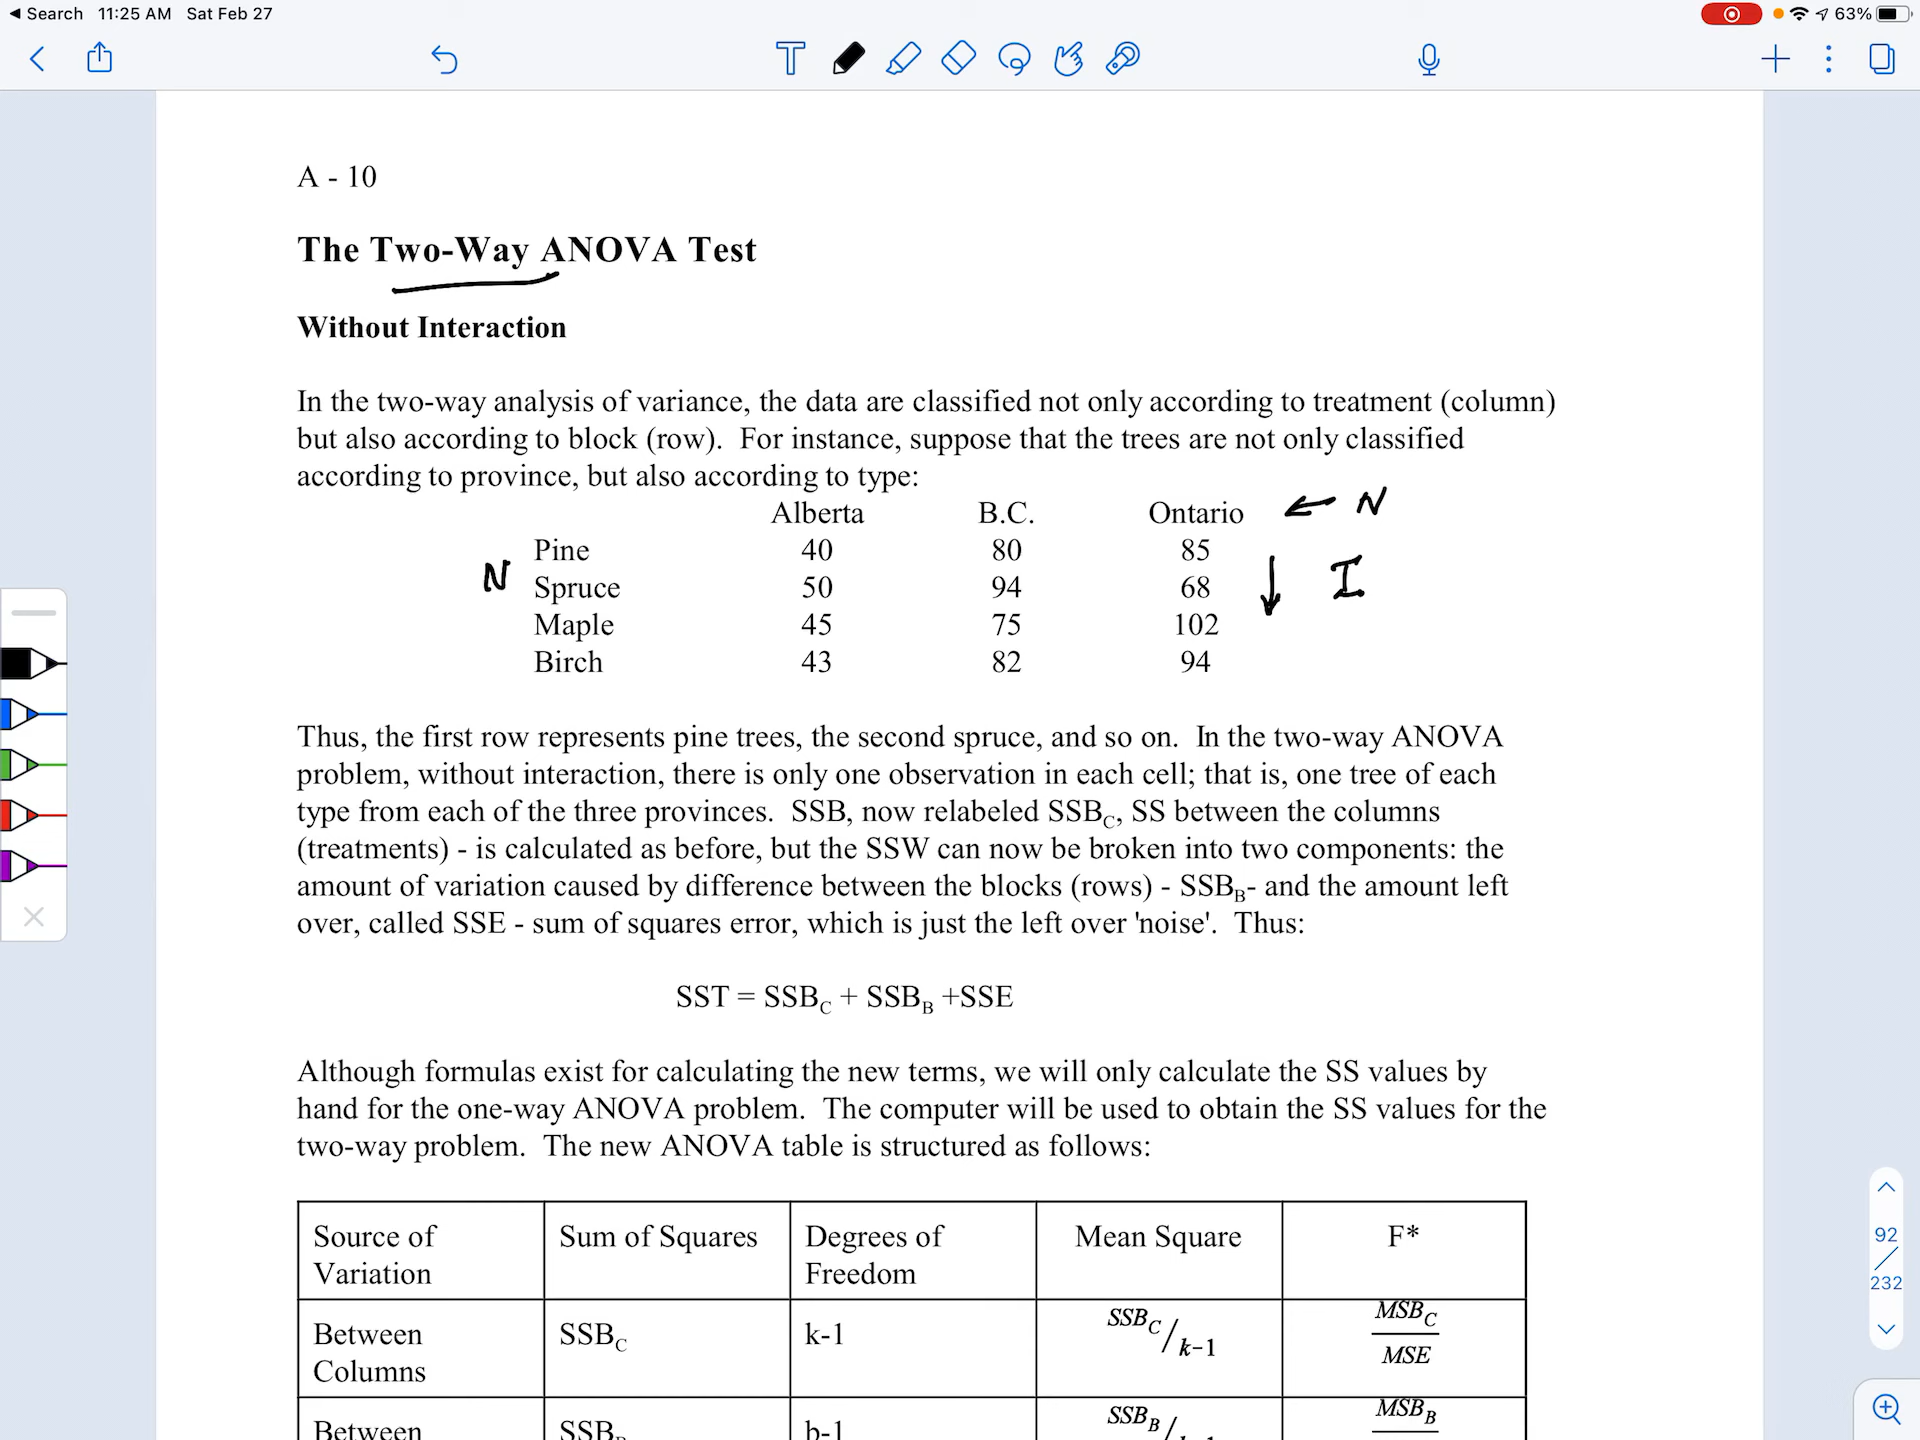 Search 11:25 AM Sat Feb 27 63%
T
A - 10
The Two-Way ANOVA Test
Without Interaction
In the two-way analysis of variance, the data are classified not only according to treatment (column)
but also according to block (row). For instance, suppose that the trees are not only classified
according to province, but also according to type:
Alberta B.C. Ontario ← N
Pine 40 80 85
N Spruce 50 94 68 ↓ I
Maple 45 75 102
Birch 43 82 94
Thus, the first row represents pine trees, the second spruce, and so on. In the two-way ANOVA
problem, without interaction, there is only one observation in each cell; that is, one tree of each
type from each of the three provinces. SSB, now relabeled SSB_C, SS between the columns
(treatments) - is calculated as before, but the SSW can now be broken into two components: the
amount of variation caused by difference between the blocks (rows) - SSB_B- and the amount left
over, called SSE - sum of squares error, which is just the left over 'noise'. Thus:
SST = SSB_C + SSB_B +SSE
Although formulas exist for calculating the new terms, we will only calculate the SS values by
hand for the one-way ANOVA problem. The computer will be used to obtain the SS values for the
two-way problem. The new ANOVA table is structured as follows:
Source of Variation Sum of Squares Degrees of Freedom Mean Square F*
Between Columns SSB_C k-1 SSB_C/k-1 MSB_C/MSE
Between SSB_B b-1 SSB_B/ MSB_B
92/232